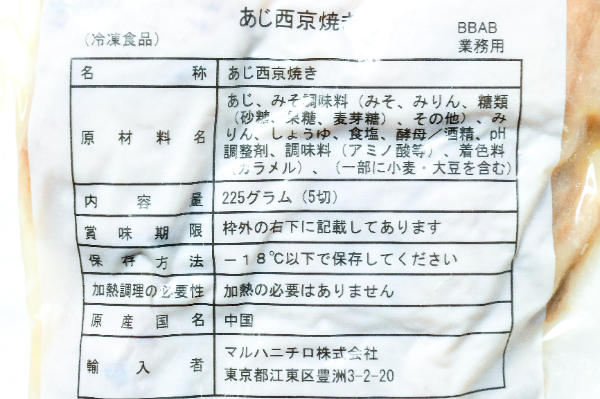 あじ西京焼き
(冷凍食品)
BBAB
業務用
名称 あじ西京焼き
原材料名 あじ、みそ調味料(みそ、みりん、糖類
(砂糖、果糖、麦芽糖)、その他)、み
りん、しょうゆ、食塩、酵母/酒精、pH
調整剤、調味料(アミノ酸等)、着色料
(カラメル)、(一部に小麦・大豆を含む)
内容量 225グラム(5切)
賞味期限 枠外の右下に記載してあります
保存方法 -18℃以下で保存してください
加熱調理の必要性 加熱の必要はありません
原産国名 中国
輸入者 マルハニチロ株式会社
東京都江東区豊洲3-2-20